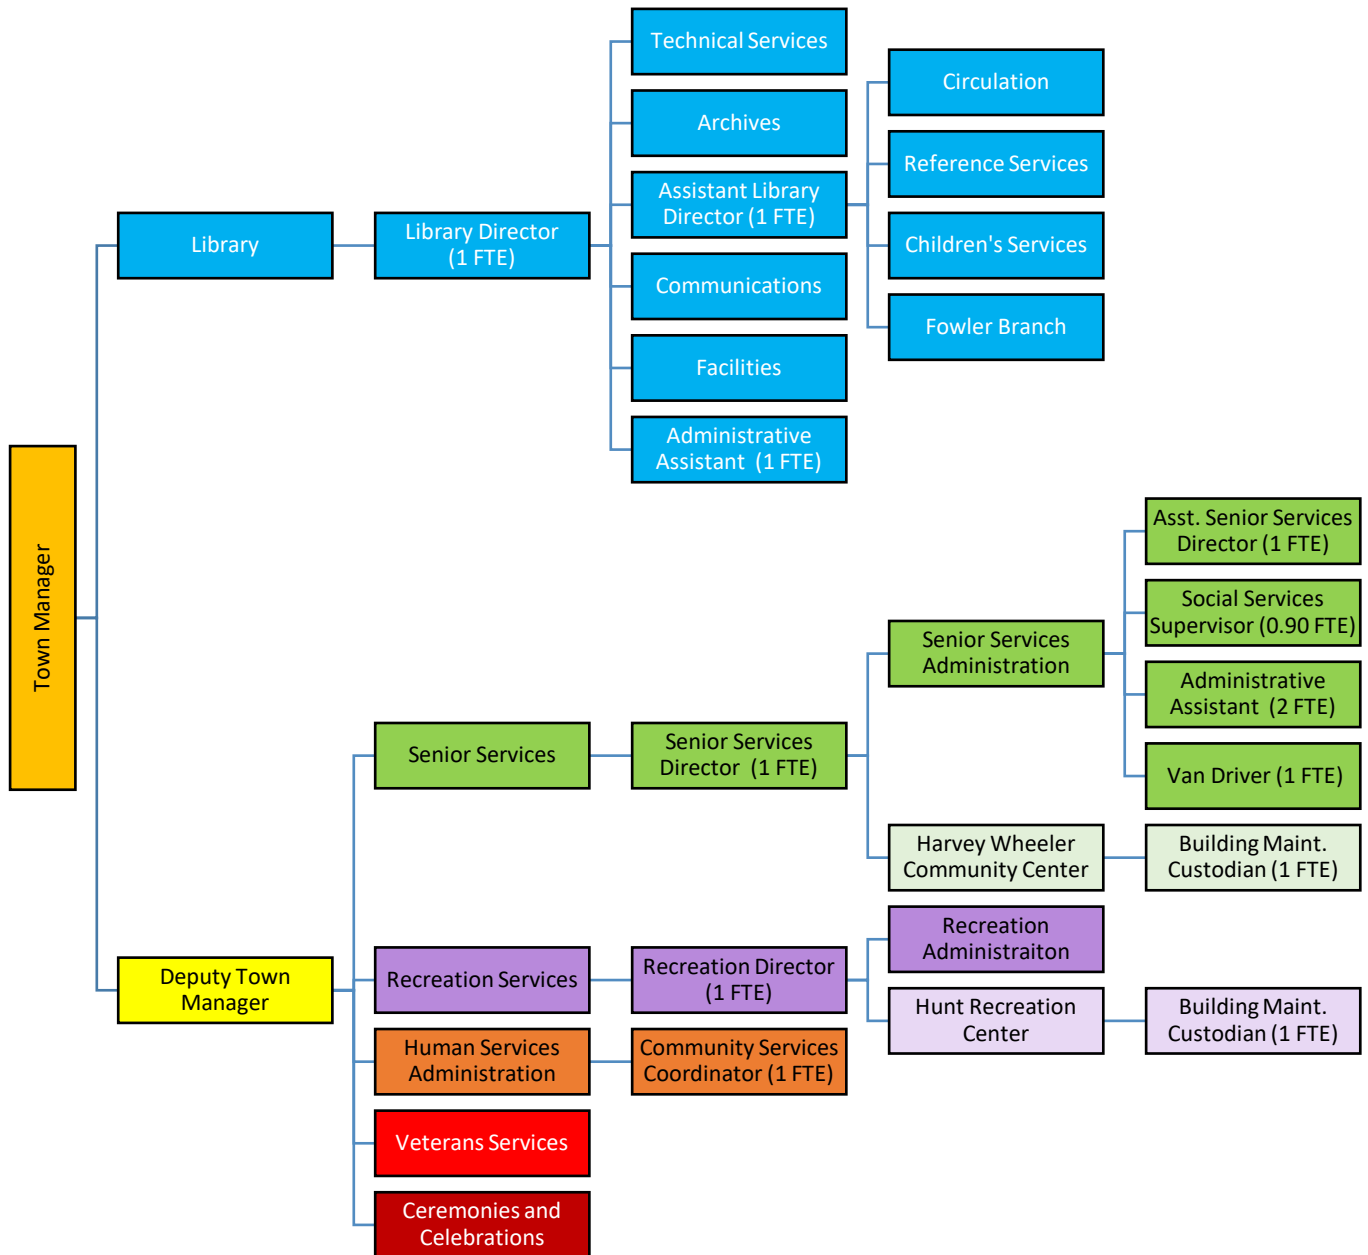 Town Manager
Library
Library Director
(1 FTE)
Technical Services
Archives
Assistant Library
Director (1 FTE)
Communications
Facilities
Administrative
Assistant  (1 FTE)
Circulation
Reference Services
Children's Services
Fowler Branch
Deputy Town
Manager
Senior Services
Senior Services
Director  (1 FTE)
Senior Services
Administration
Asst. Senior Services
Director (1 FTE)
Social Services
Supervisor (0.90 FTE)
Administrative
Assistant  (2 FTE)
Van Driver (1 FTE)
Harvey Wheeler
Community Center
Building Maint.
Custodian (1 FTE)
Recreation Services
Recreation Director
(1 FTE)
Recreation
Administraiton
Hunt Recreation
Center
Building Maint.
Custodian (1 FTE)
Human Services
Administration
Community Services
Coordinator (1 FTE)
Veterans Services
Ceremonies and
Celebrations